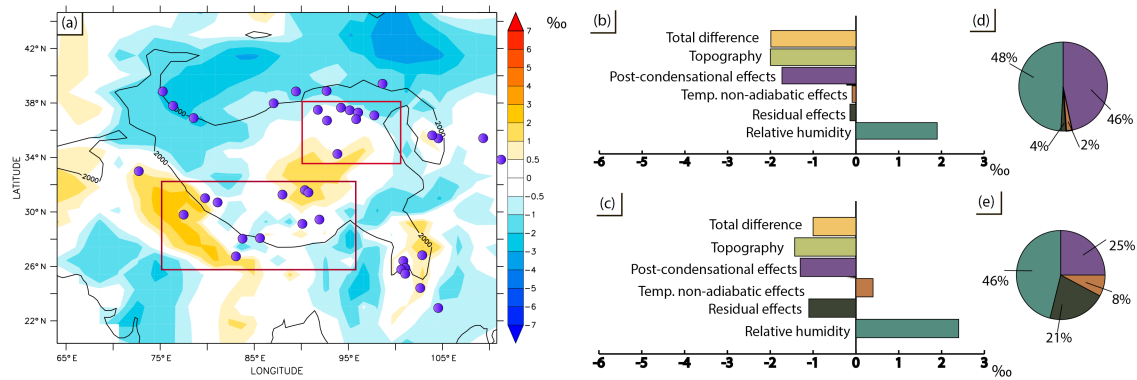 (a)
42°N
38°N
34°N
30°N
26°N
22°N
LATITUDE
65°E
75°E
85°E
95°E
105°E
LONGITUDE
2000
2000
2000
2000
‰
7
6
5
4
3
2
1
0.5
0
−0.5
−1
−2
−3
−4
−5
−6
−7
(b)
Total difference
Topography
Post-condensational effects
Temp. non-adiabatic effects
Residual effects
Relative humidity
-6 -5 -4 -3 -2 -1 0 1 2 3
‰
(d)
48%
46%
4%
2%
(c)
Total difference
Topography
Post-condensational effects
Temp. non-adiabatic effects
Residual effects
Relative humidity
-6 -5 -4 -3 -2 -1 0 1 2 3
‰
(e)
25%
46%
8%
21%